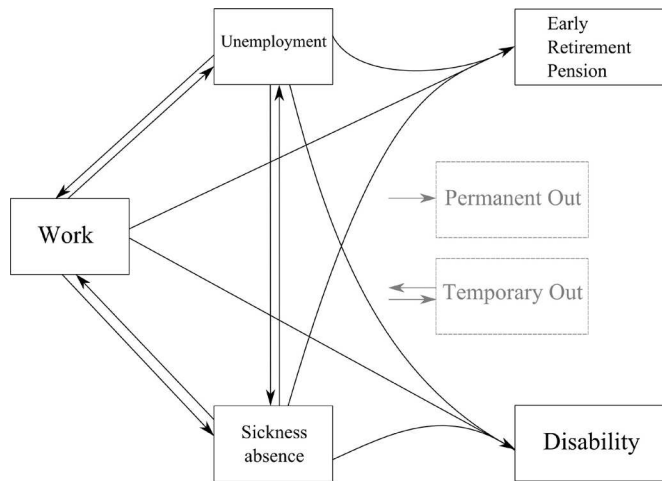 Unemployment
Early
Retirement
Pension
Permanent Out
Work
Temporary Out
Sickness
absence
Disability